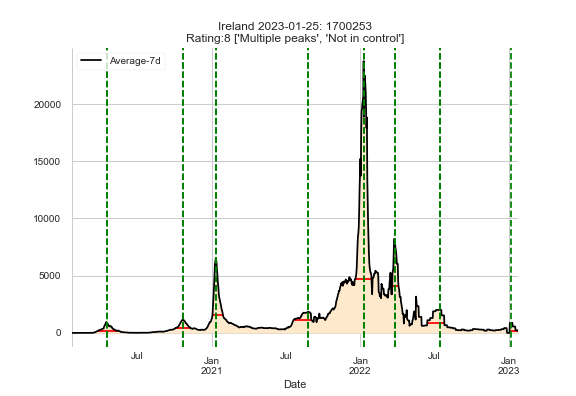 Ireland 2023-01-25: 1700253
Rating:8 ['Multiple peaks', 'Not in control']
Average-7d
20000
15000
10000
5000
0
Jul
Jan
2021
Jul
Jan
2022
Jul
Jan
2023
Date